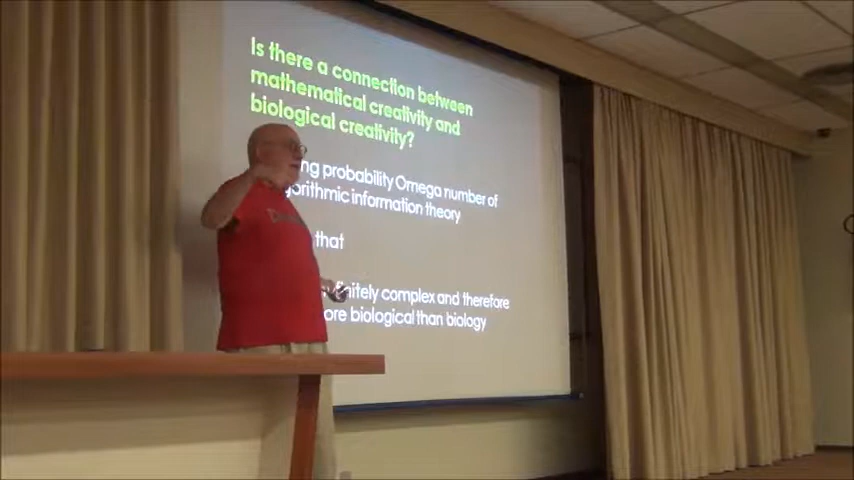 Is there a connection between
mathematical creativity and
biological creativity?
ng probability Omega number of
gorithmic information theory
that
finitely complex and therefore
ore biological than biology